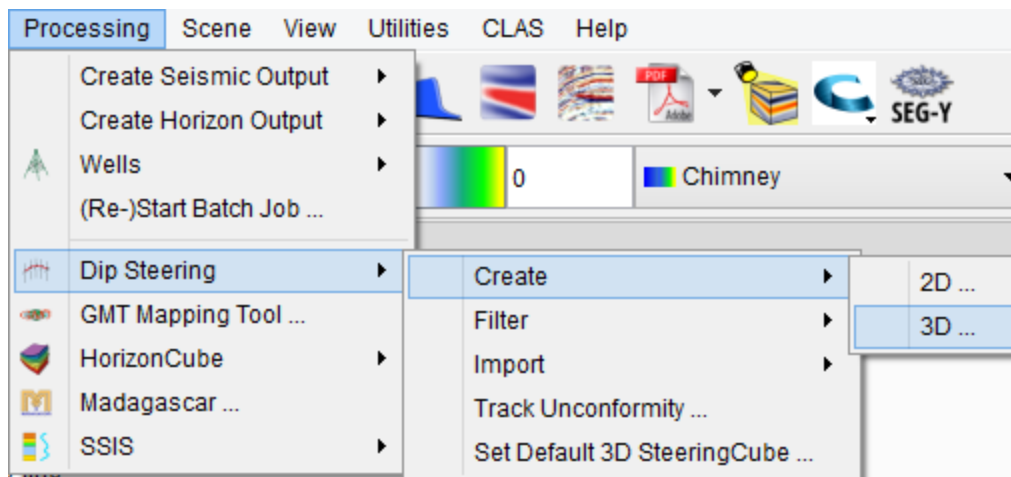 Processing Scene View Utilities CLAS Help
Create Seismic Output
Create Horizon Output
Wells
(Re-)Start Batch Job ...
Dip Steering
GMT Mapping Tool ...
HorizonCube
Madagascar ...
SSIS
PDF
Adobe
SEG-Y
0
Chimney
Create
Filter
Import
Track Unconformity ...
Set Default 3D SteeringCube ...
2D ...
3D ...